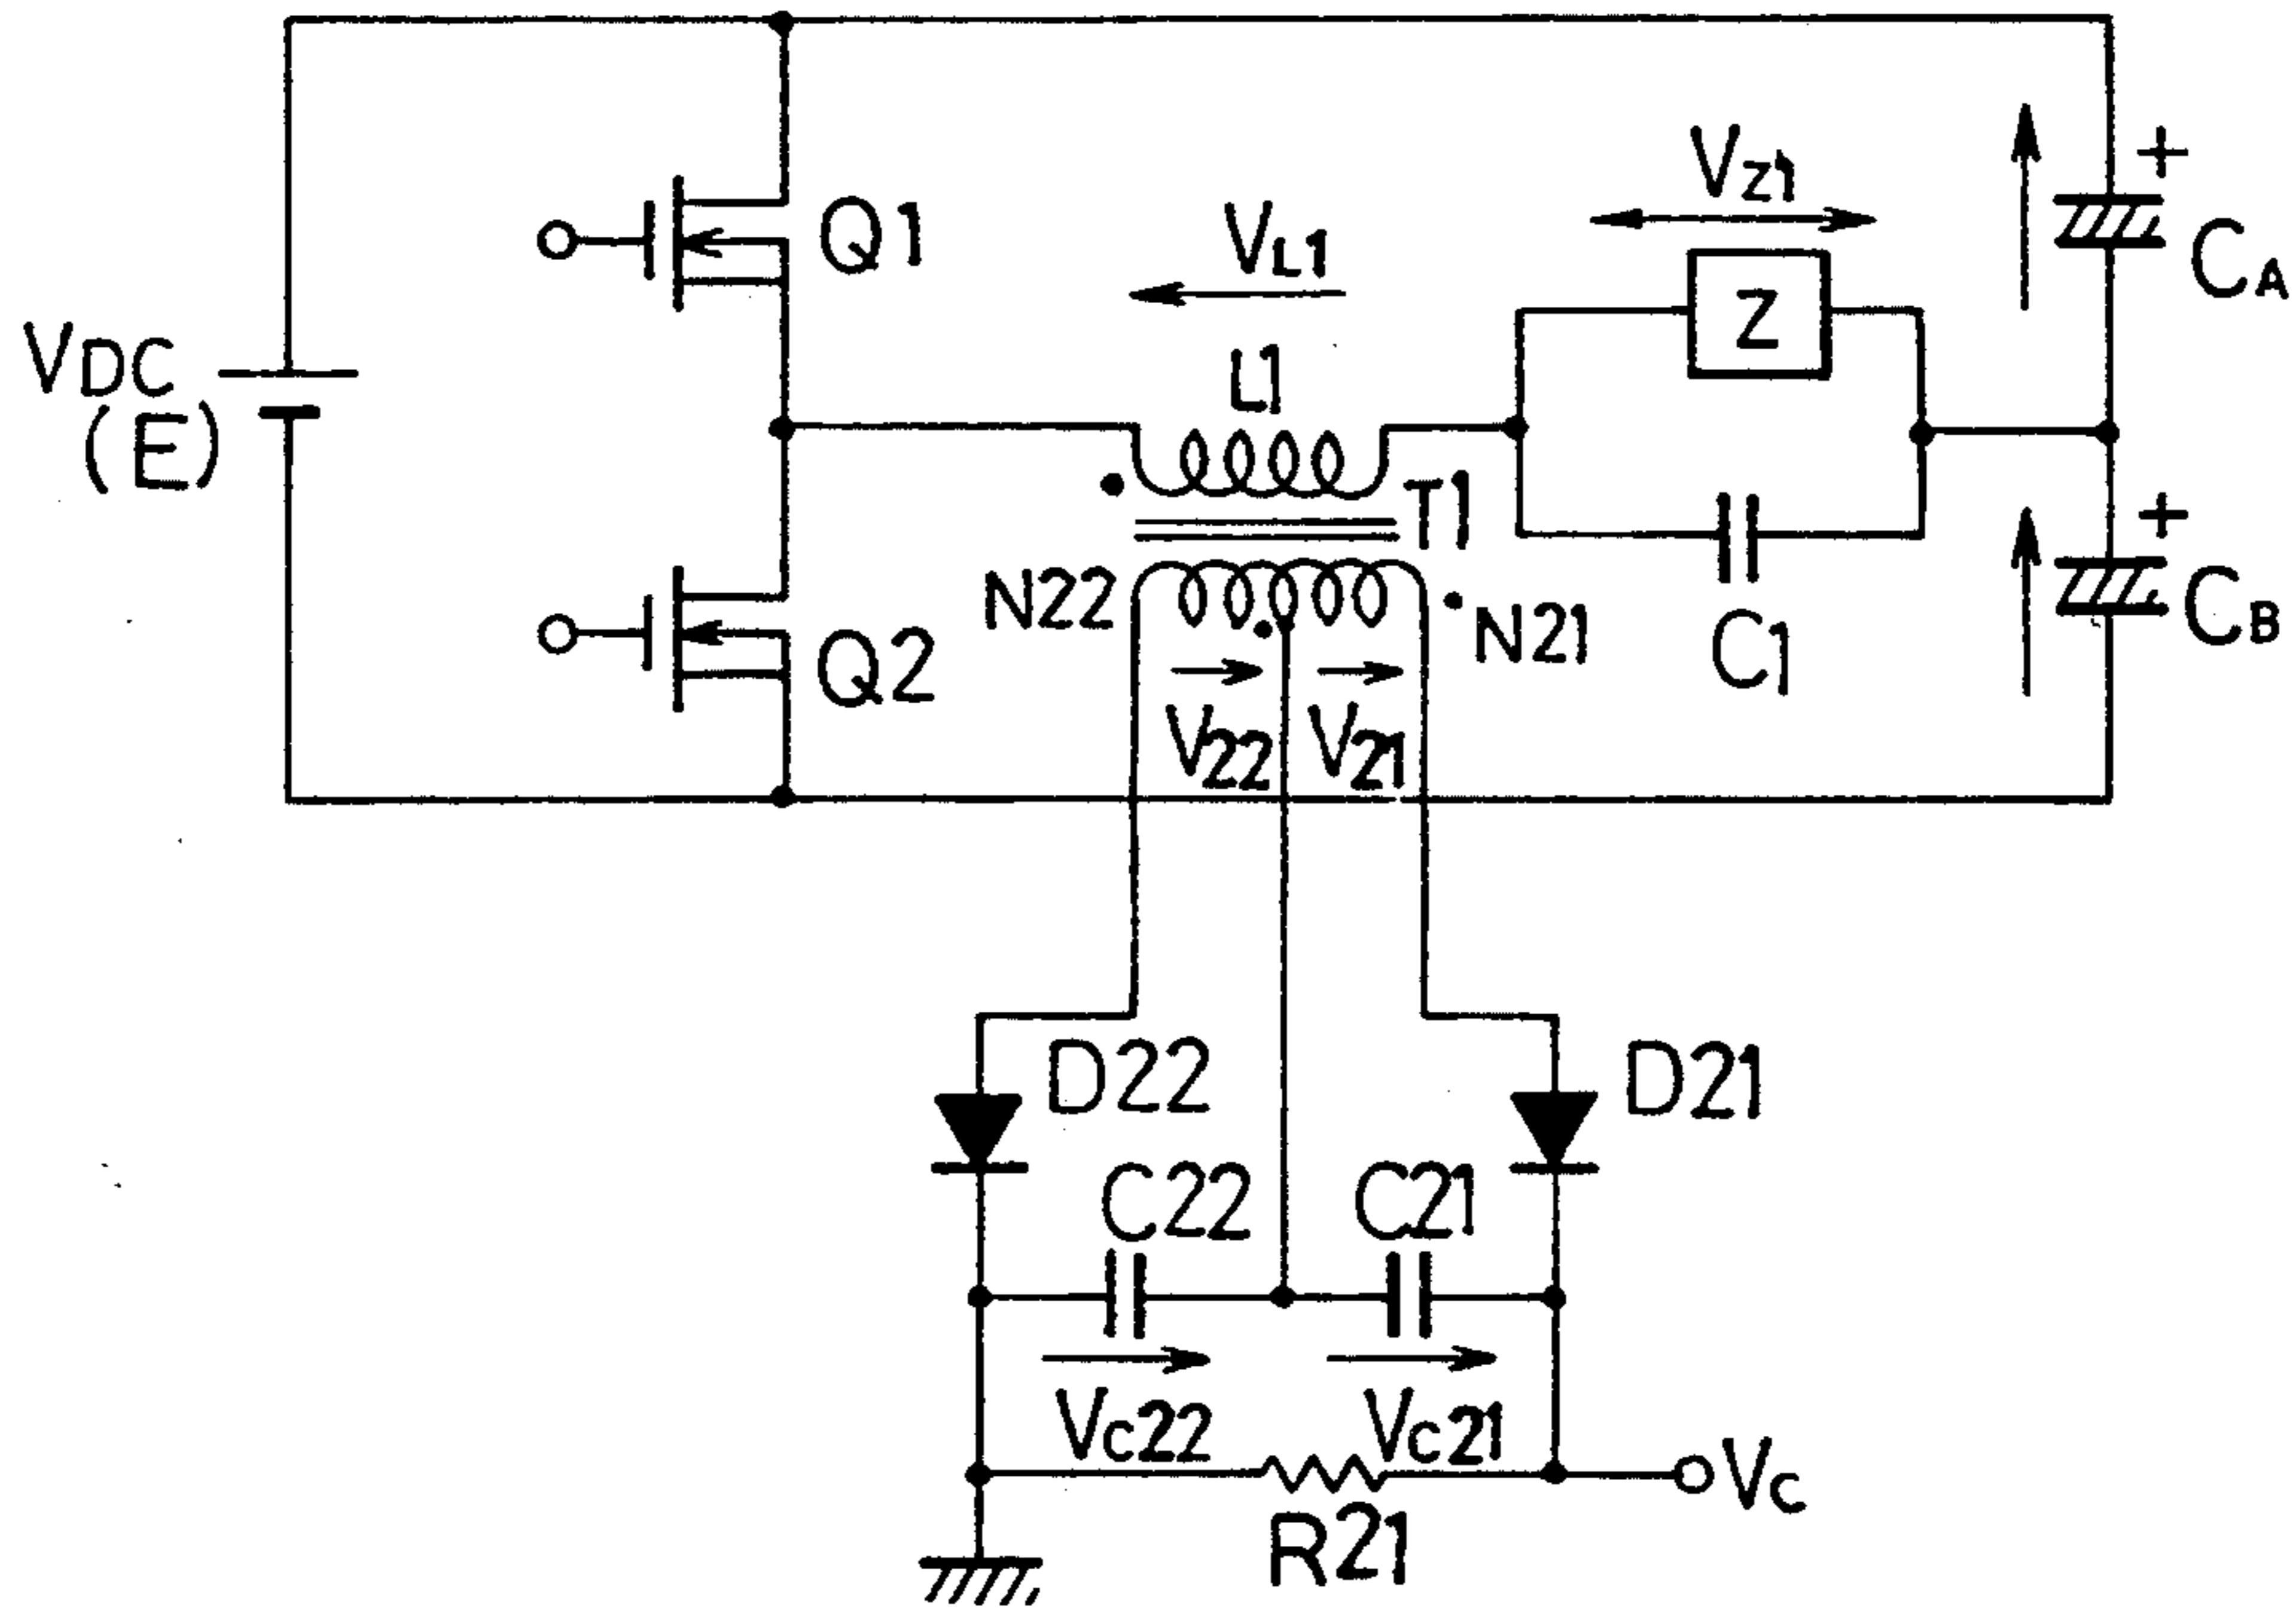 VDC
(E)
Q1
Q2
VL1
L1
T1
N22
N21
V22
V21
VZ1
Z
C1
+
CA
+
CB
D22
D21
C22
C21
Vc22
Vc21
R21
Vc